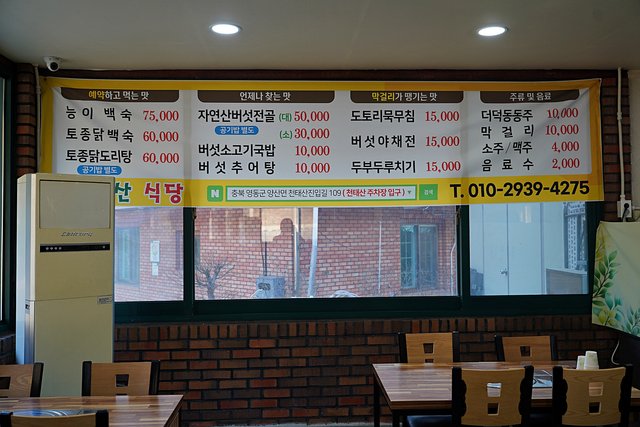 예약하고 먹는 맛
능이 백숙 75,000
토종닭백숙 60,000
토종닭도리탕 60,000
공기밥 별도
언제나 찾는 맛
자연산버섯전골 (대) 50,000
공기밥 별도 (소) 30,000
버섯소고기국밥 10,000
버섯추어탕 10,000
막걸리가 땡기는 맛
도토리묵무침 15,000
버섯야채전 15,000
두부두루치기 15,000
주류 및 음료
더덕동동주 10,000
막걸리 10,000
소주 / 맥주 4,000
음료수 2,000
산 식당
N 충북 영동군 양산면 천태산진입길 109 ( 천태산 주차장 입구 ) 검색
T. 010-2939-4275